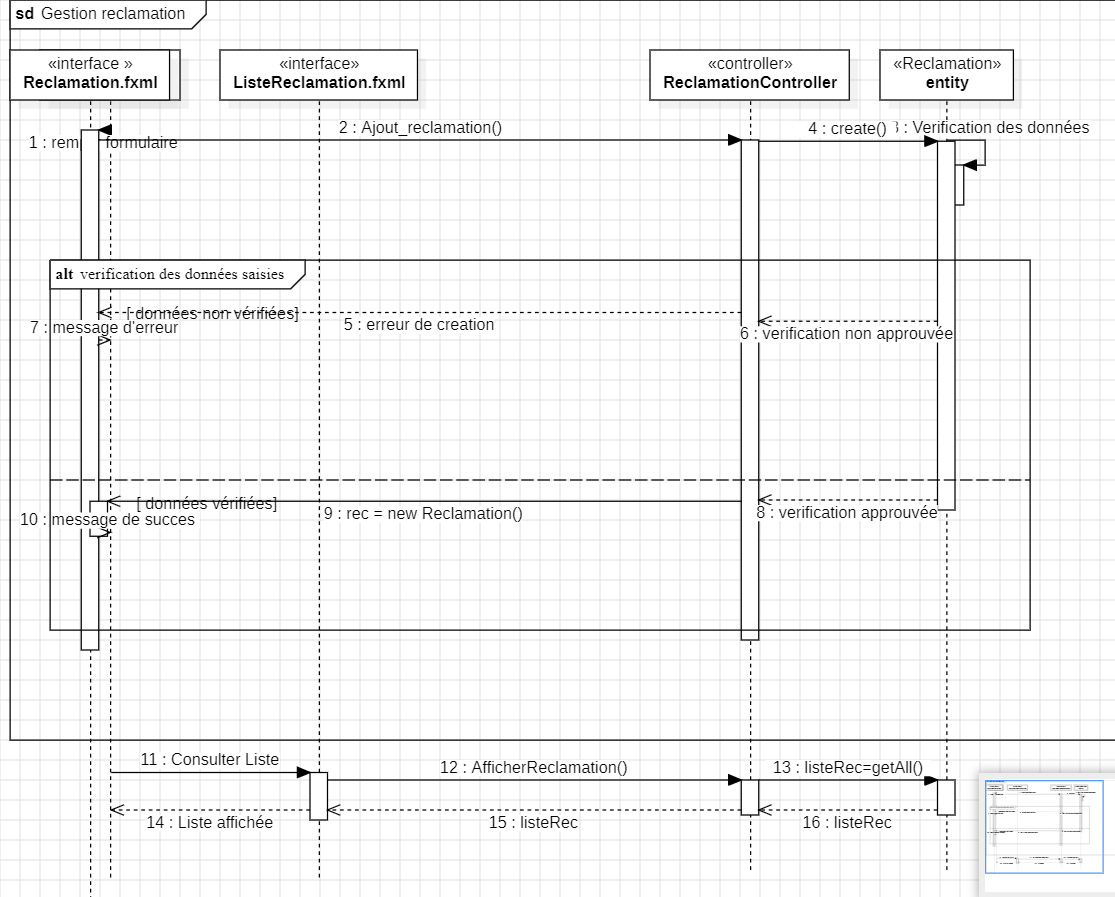 sd Gestion reclamation
«interface »
Reclamation.fxml
«interface»
ListeReclamation.fxml
«controller»
ReclamationController
«Reclamation»
entity
1 : rem formulaire
2 : Ajout_reclamation()
4 : create()
: Verification des données
alt verification des données saisies
[ données non vérifiées]
5 : erreur de creation
6 : verification non approuvée
7 : message d'erreur
[ données vérifiées]
8 : verification approuvée
9 : rec = new Reclamation()
10 : message de succes
11 : Consulter Liste
12 : AfficherReclamation()
13 : listeRec=getAll()
14 : Liste affichée
15 : listeRec
16 : listeRec